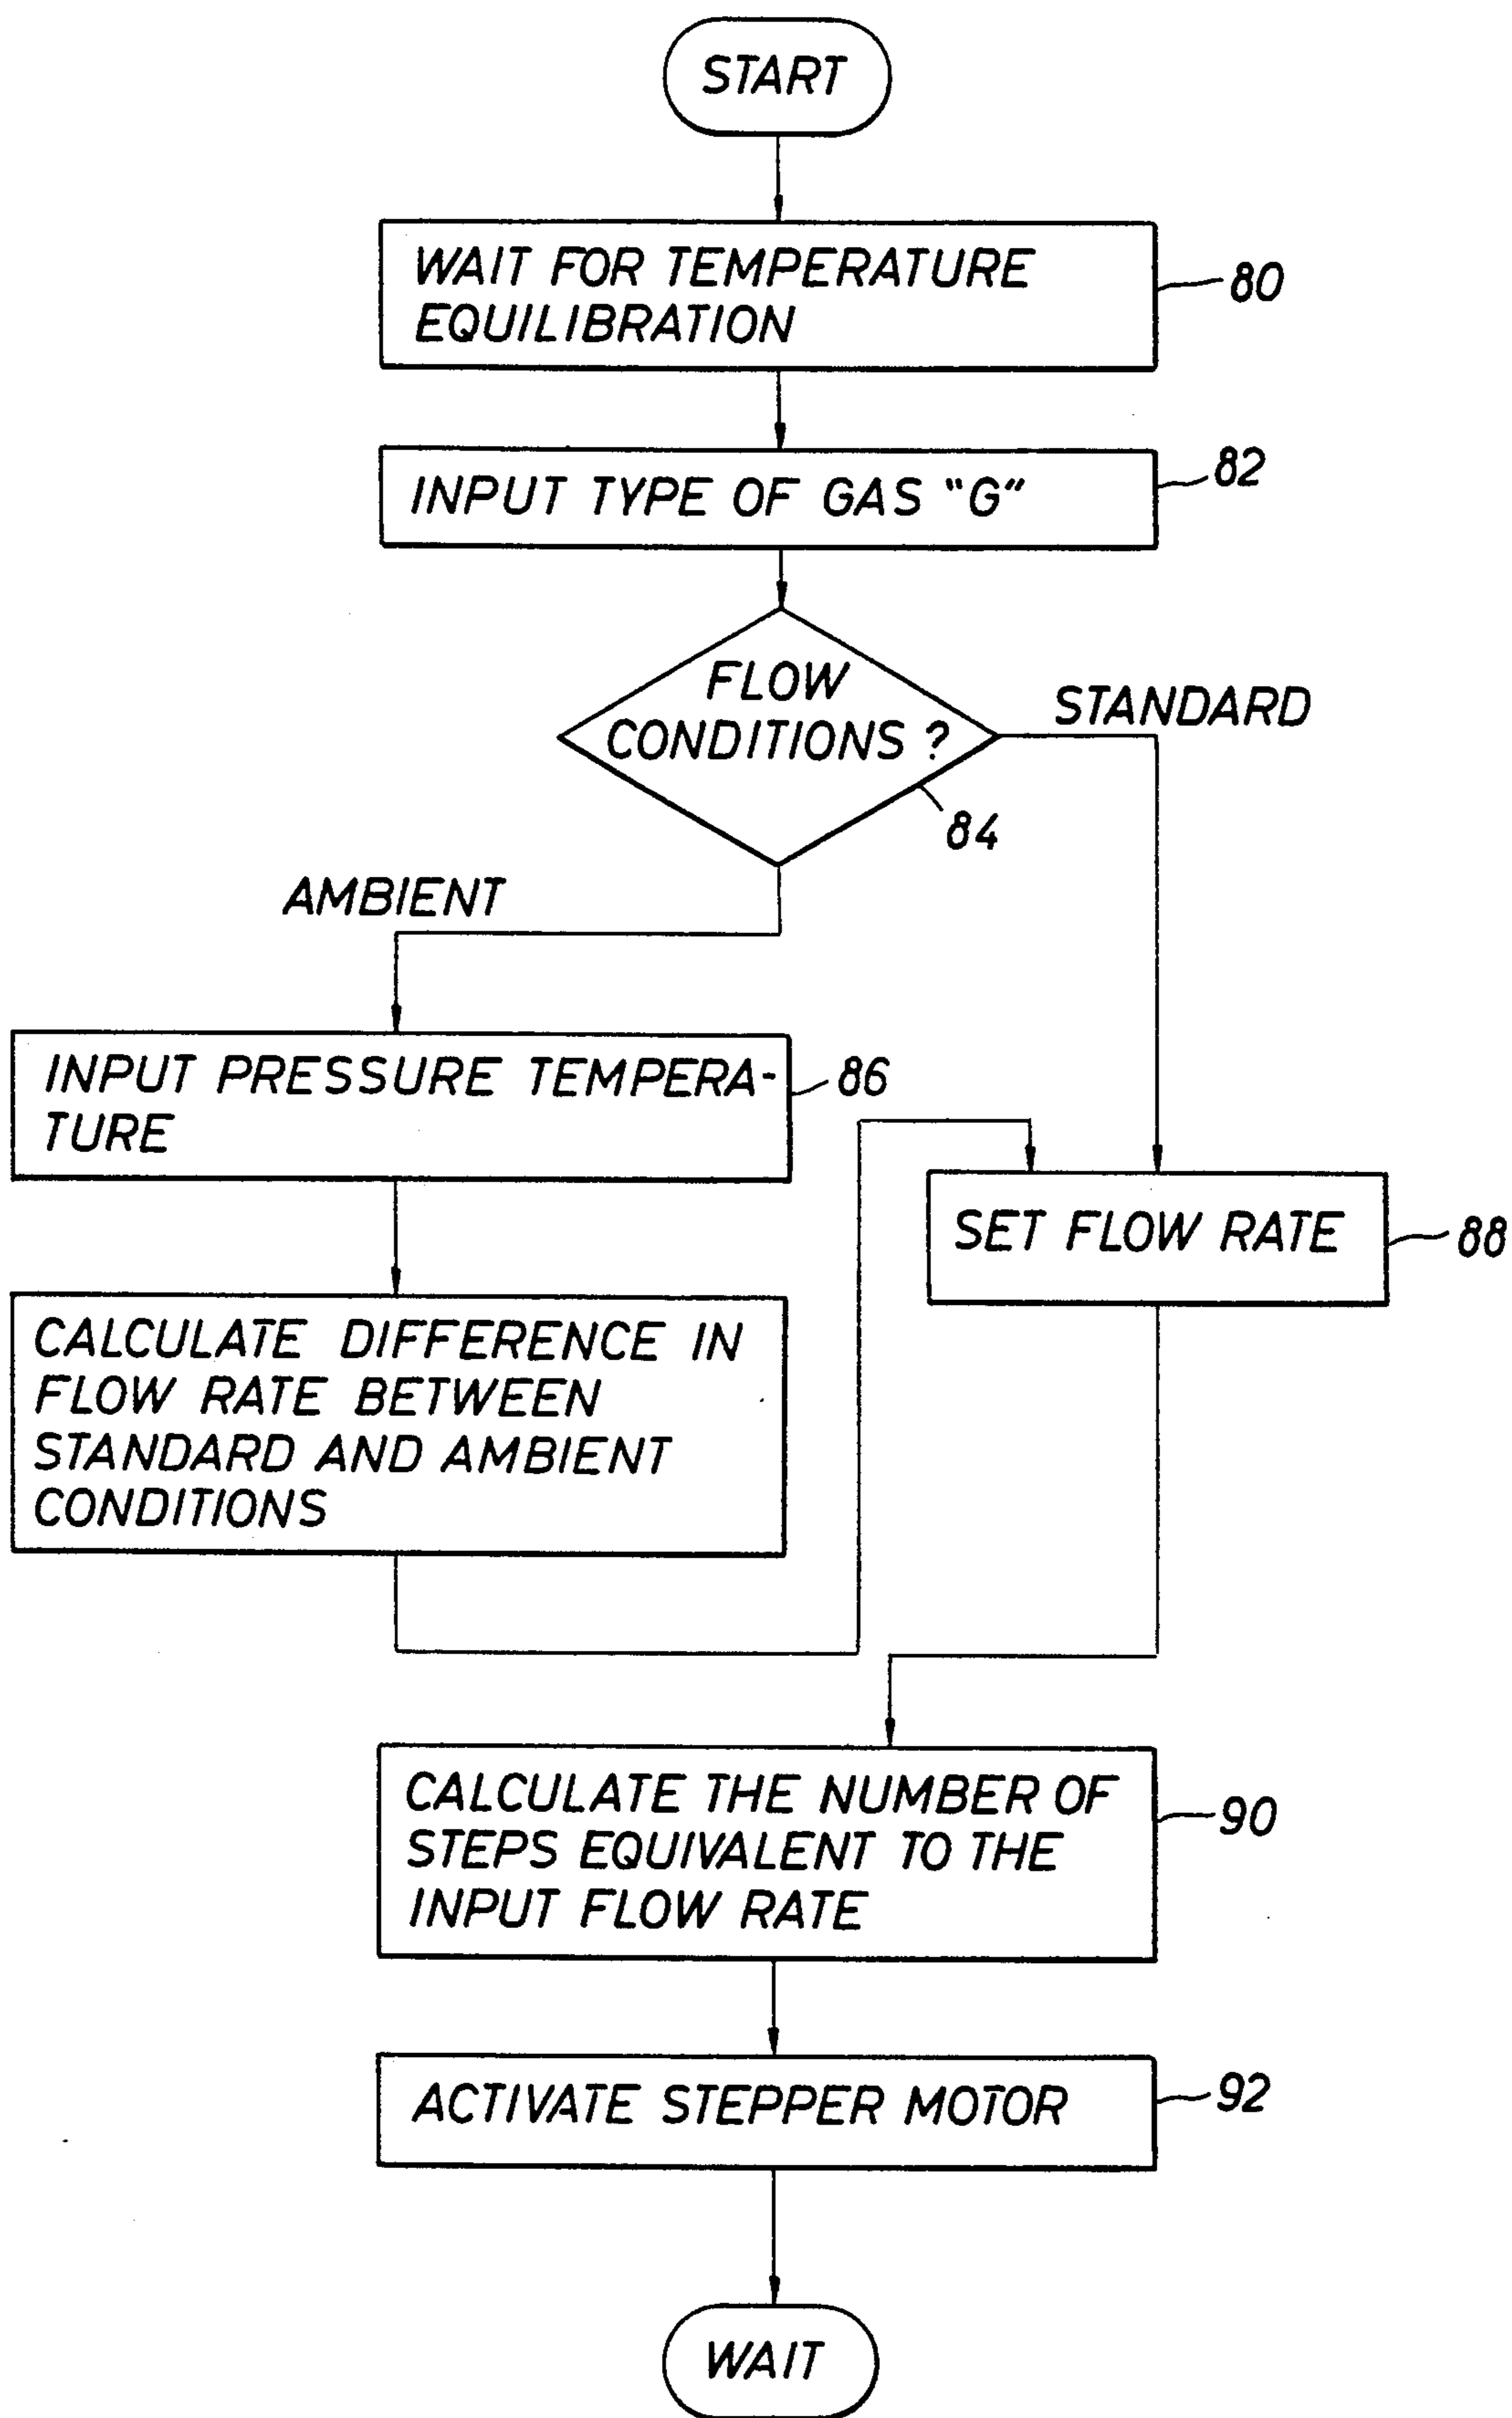 START
WAIT FOR TEMPERATURE
EQUILIBRATION
80
INPUT TYPE OF GAS "G"
82
FLOW
CONDITIONS ?
STANDARD
84
AMBIENT
INPUT PRESSURE TEMPERA-
TURE
86
SET FLOW RATE
88
CALCULATE DIFFERENCE IN
FLOW RATE BETWEEN
STANDARD AND AMBIENT
CONDITIONS
CALCULATE THE NUMBER OF
STEPS EQUIVALENT TO THE
INPUT FLOW RATE
90
ACTIVATE STEPPER MOTOR
92
WAIT